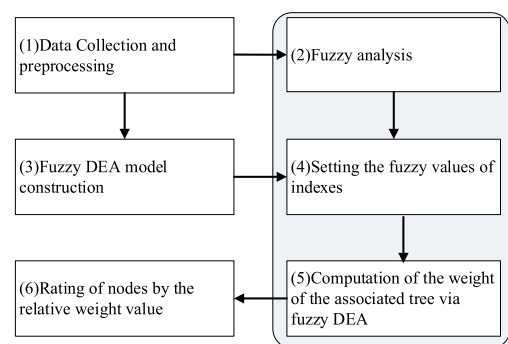 (1)Data Collection and
preprocessing
(2)Fuzzy analysis
(3)Fuzzy DEA model
construction
(4)Setting the fuzzy values of
indexes
(5)Computation of the weight
of the associated tree via
fuzzy DEA
(6)Rating of nodes by the
relative weight value